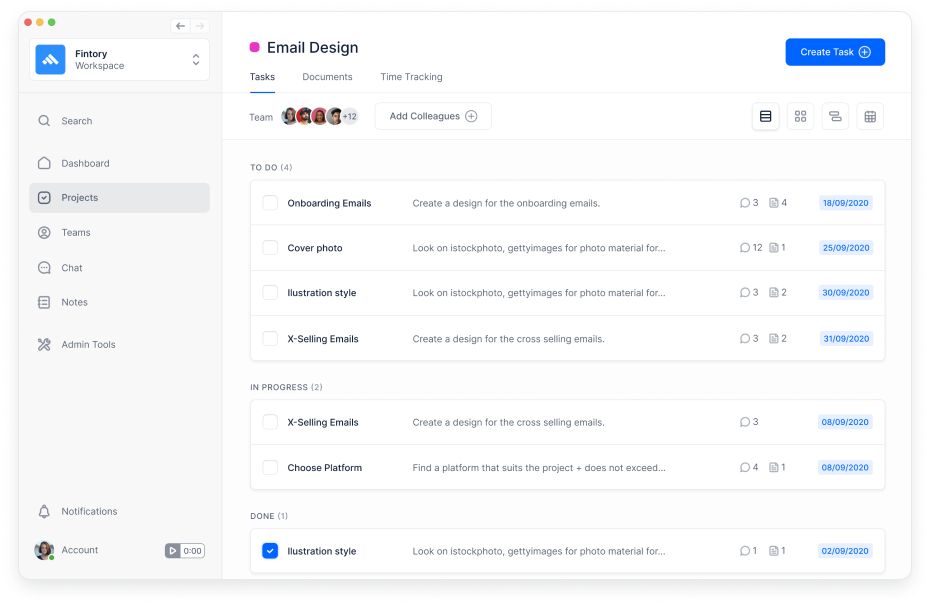 Fintory
Workspace
Search
Dashboard
Projects
Teams
Chat
Notes
Admin Tools
Notifications
Account
0:00
Email Design
Create Task
Tasks Documents Time Tracking
Team +12 Add Colleagues
TO DO (4)
Onboarding Emails Create a design for the onboarding emails. 3 4 18/09/2020
Cover photo Look on istockphoto, gettyimages for photo material for... 12 1 25/09/2020
Ilustration style Look on istockphoto, gettyimages for photo material for... 3 2 30/09/2020
X-Selling Emails Create a design for the cross selling emails. 3 2 31/09/2020
IN PROGRESS (2)
X-Selling Emails Create a design for the cross selling emails. 3 08/09/2020
Choose Platform Find a platform that suits the project + does not exceed... 4 1 08/09/2020
DONE (1)
Ilustration style Look on istockphoto, gettyimages for photo material for... 1 1 02/09/2020